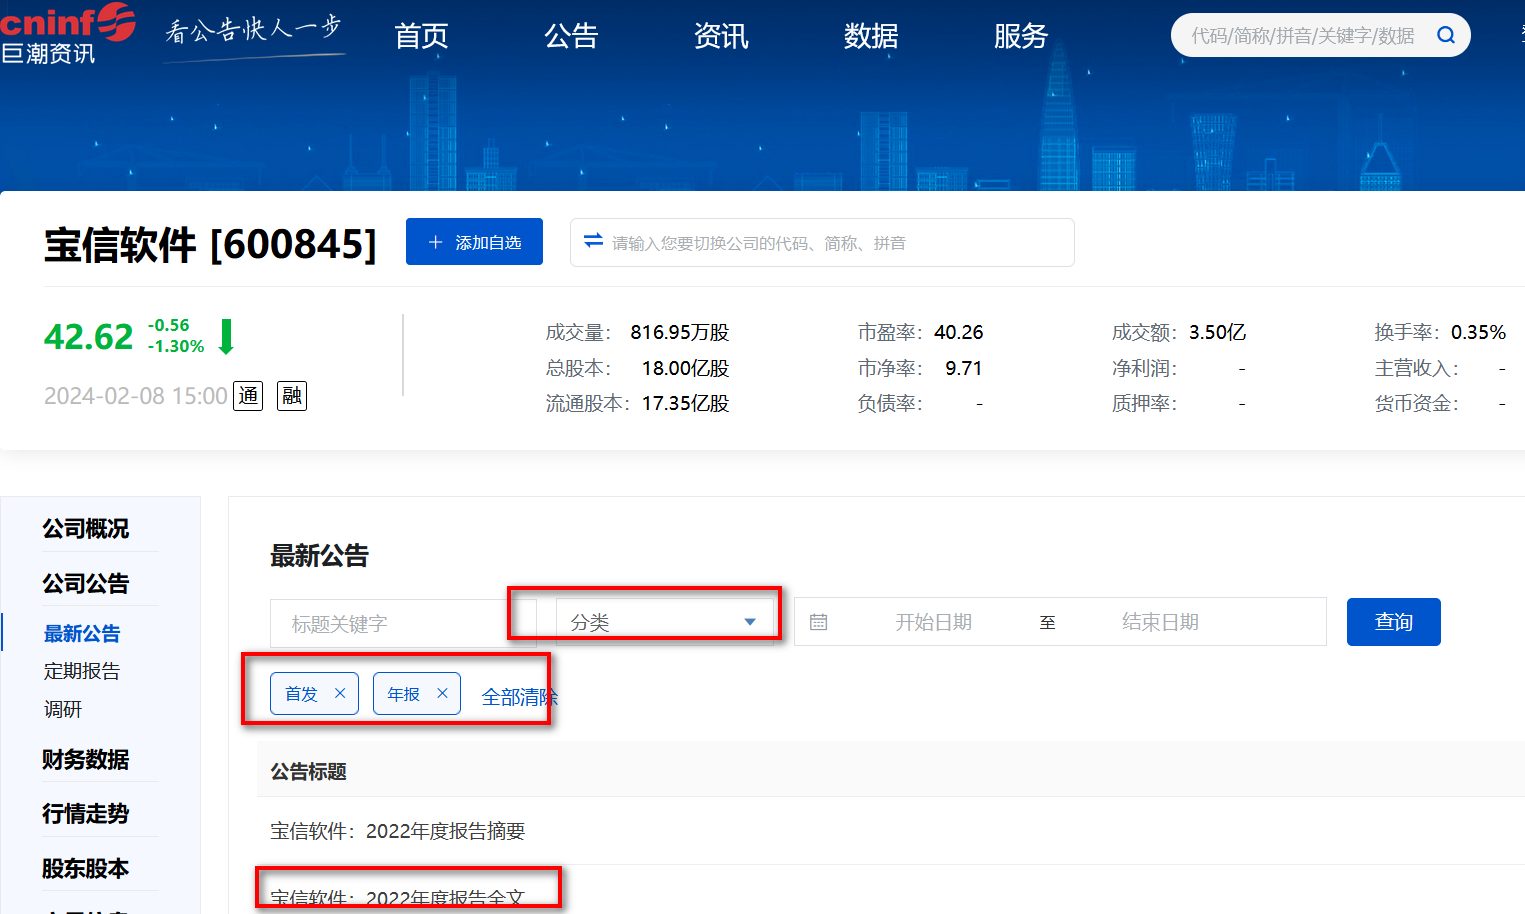 cninf
巨潮资讯
看公告快人一步
首页 公告 资讯 数据 服务
代码/简称/拼音/关键字/数据
宝信软件 [600845]
+ 添加自选
请输入您要切换公司的代码、简称、拼音
42.62 -0.56 -1.30%
2024-02-08 15:00 通 融
成交量: 816.95万股 市盈率: 40.26 成交额: 3.50亿 换手率: 0.35%
总股本: 18.00亿股 市净率: 9.71 净利润: - 主营收入: -
流通股本: 17.35亿股 负债率: - 质押率: - 货币资金: -
公司概况
公司公告
最新公告
定期报告
调研
财务数据
行情走势
股东股本
最新公告
标题关键字 分类 开始日期 至 结束日期 查询
首发 × 年报 × 全部清除
公告标题
宝信软件：2022年度报告摘要
宝信软件：2022年度报告全文